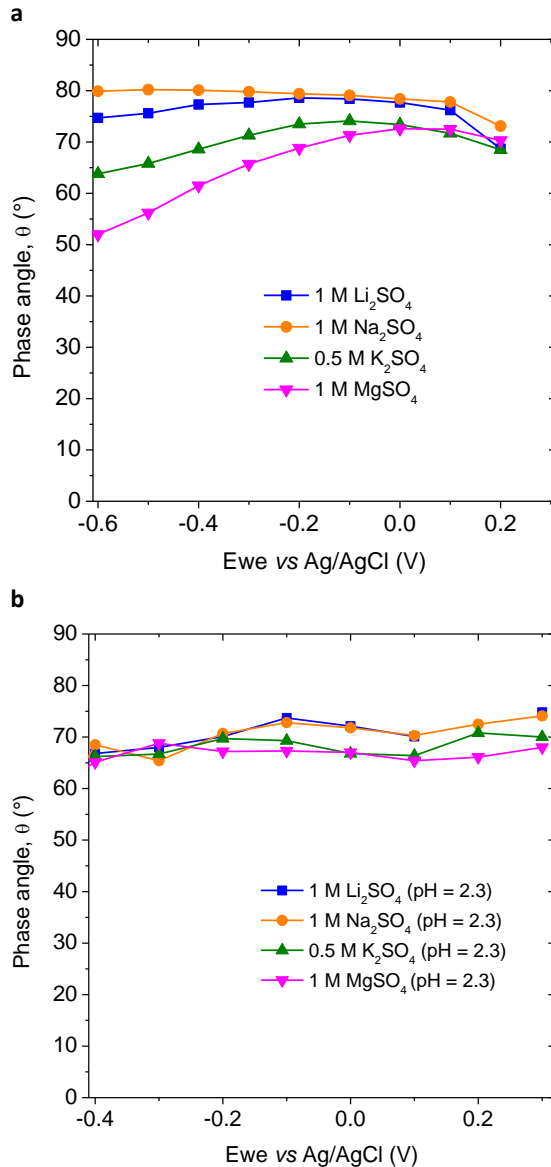 a
90
80
70
60
50
40
30
20
10
0
Phase angle, θ (°)
1 M Li₂SO₄
1 M Na₂SO₄
0.5 M K₂SO₄
1 M MgSO₄
-0.6 -0.4 -0.2 0.0 0.2
Ewe vs Ag/AgCl (V)
b
90
80
70
60
50
40
30
20
10
0
Phase angle, θ (°)
1 M Li₂SO₄ (pH = 2.3)
1 M Na₂SO₄ (pH = 2.3)
0.5 M K₂SO₄ (pH = 2.3)
1 M MgSO₄ (pH = 2.3)
-0.4 -0.2 0.0 0.2
Ewe vs Ag/AgCl (V)